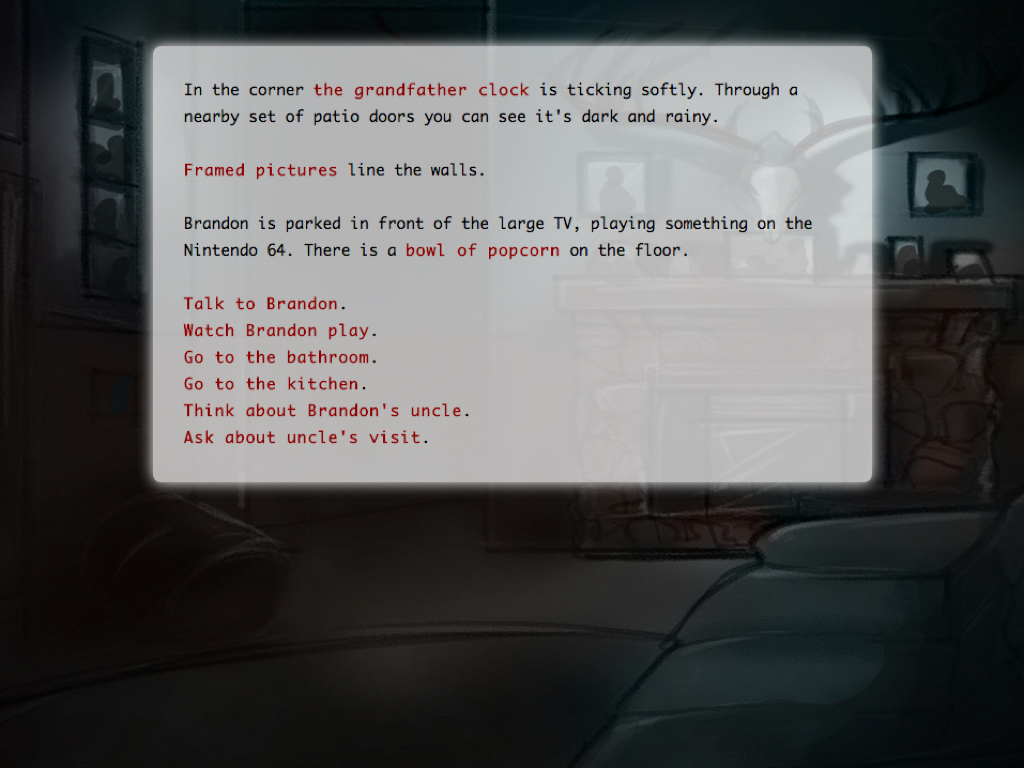 In the corner the grandfather clock is ticking softly. Through a
nearby set of patio doors you can see it's dark and rainy.
Framed pictures line the walls.
Brandon is parked in front of the large TV, playing something on the
Nintendo 64. There is a bowl of popcorn on the floor.
Talk to Brandon.
Watch Brandon play.
Go to the bathroom.
Go to the kitchen.
Think about Brandon's uncle.
Ask about uncle's visit.